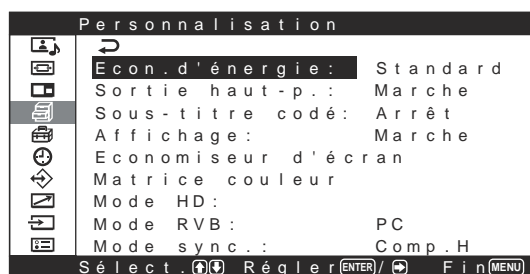 Personnalisation
Econ.d'énergie: Standard
Sortie haut-p.: Marche
Sous-titre codé: Arrêt
Affichage: Marche
Economiseur d'écran
Matrice couleur
Mode HD:
Mode RVB: PC
Mode sync.: Comp.H
Sélect. Régler ENTER / Fin MENU